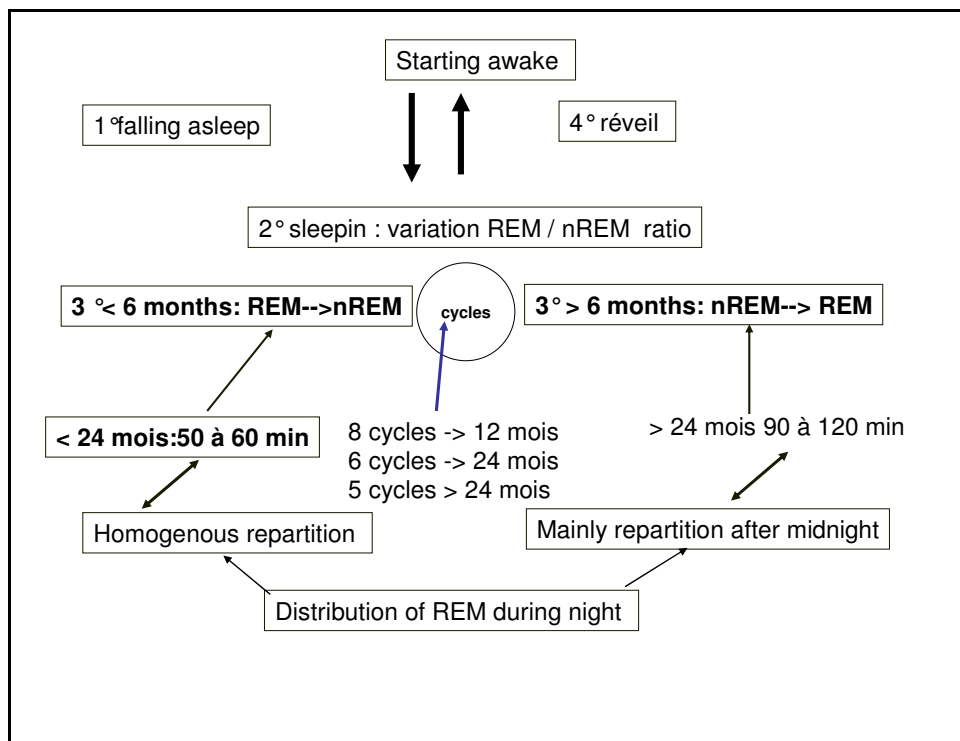 Starting awake
1°falling asleep
4° réveil
2° sleepin : variation REM / nREM ratio
3 °< 6 months: REM-->nREM
cycles
3° > 6 months: nREM--> REM
< 24 mois:50 à 60 min
8 cycles -> 12 mois
6 cycles -> 24 mois
5 cycles > 24 mois
> 24 mois 90 à 120 min
Homogenous repartition
Mainly repartition after midnight
Distribution of REM during night